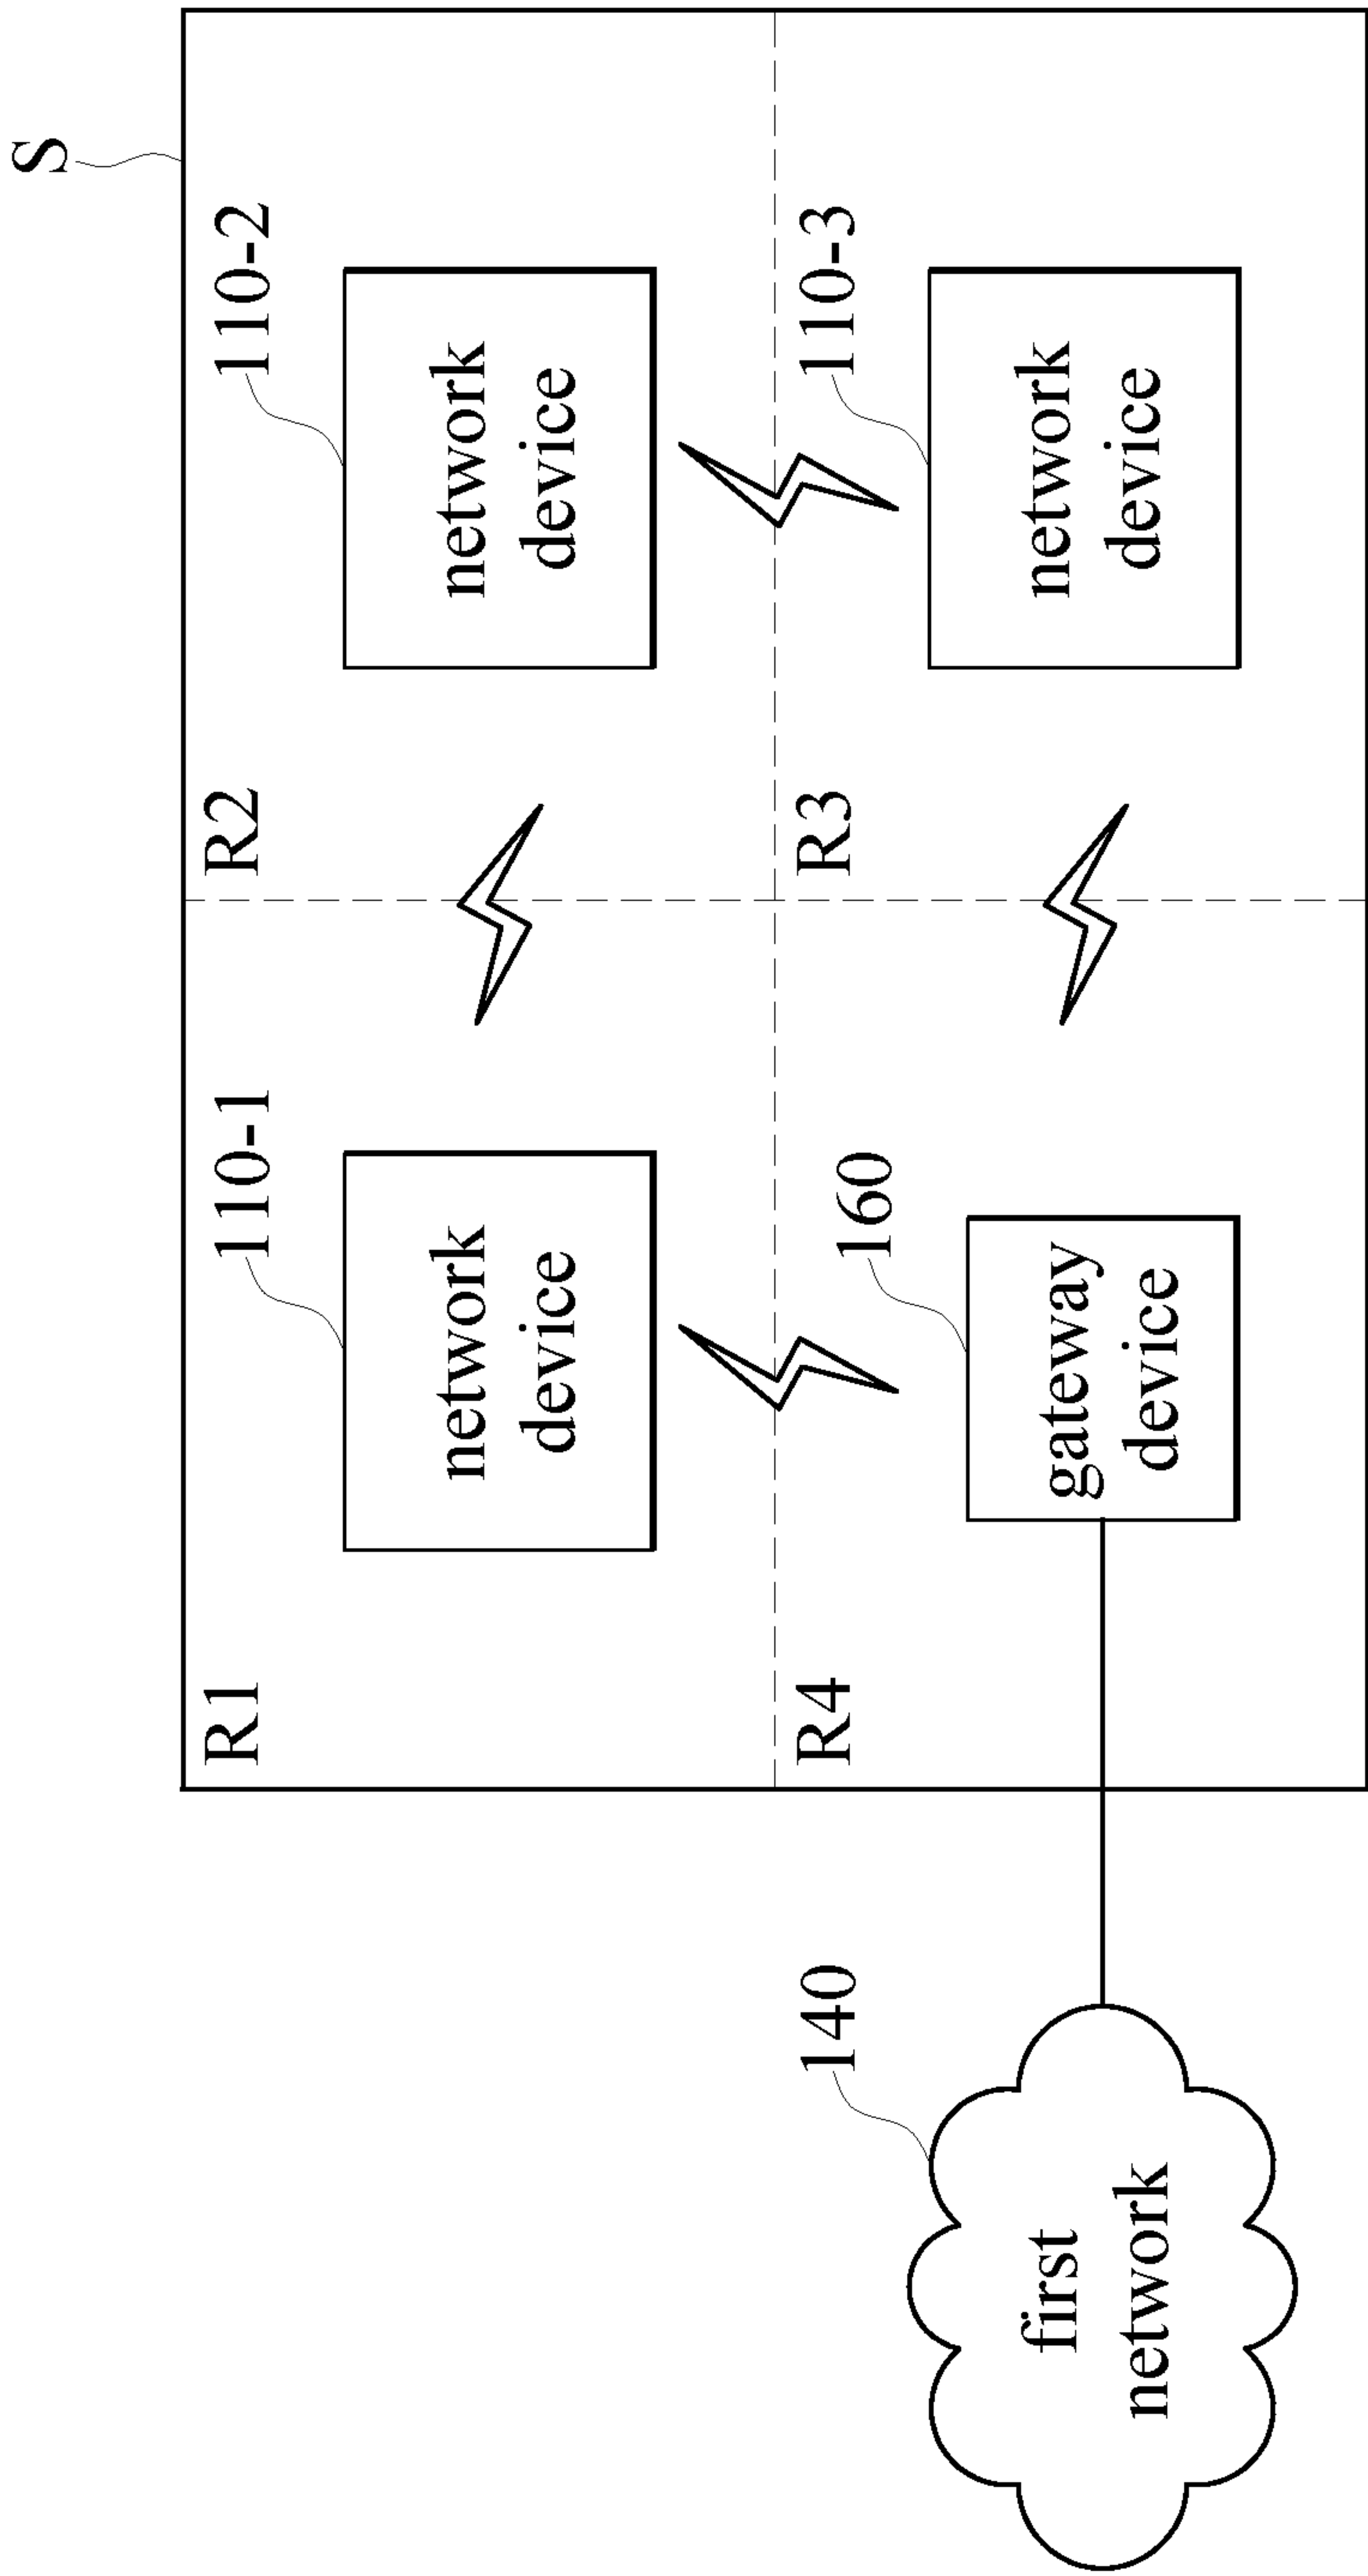 S
R1
110-1
network
device
R2
110-2
network
device
R4
160
gateway
device
R3
110-3
network
device
140
first
network